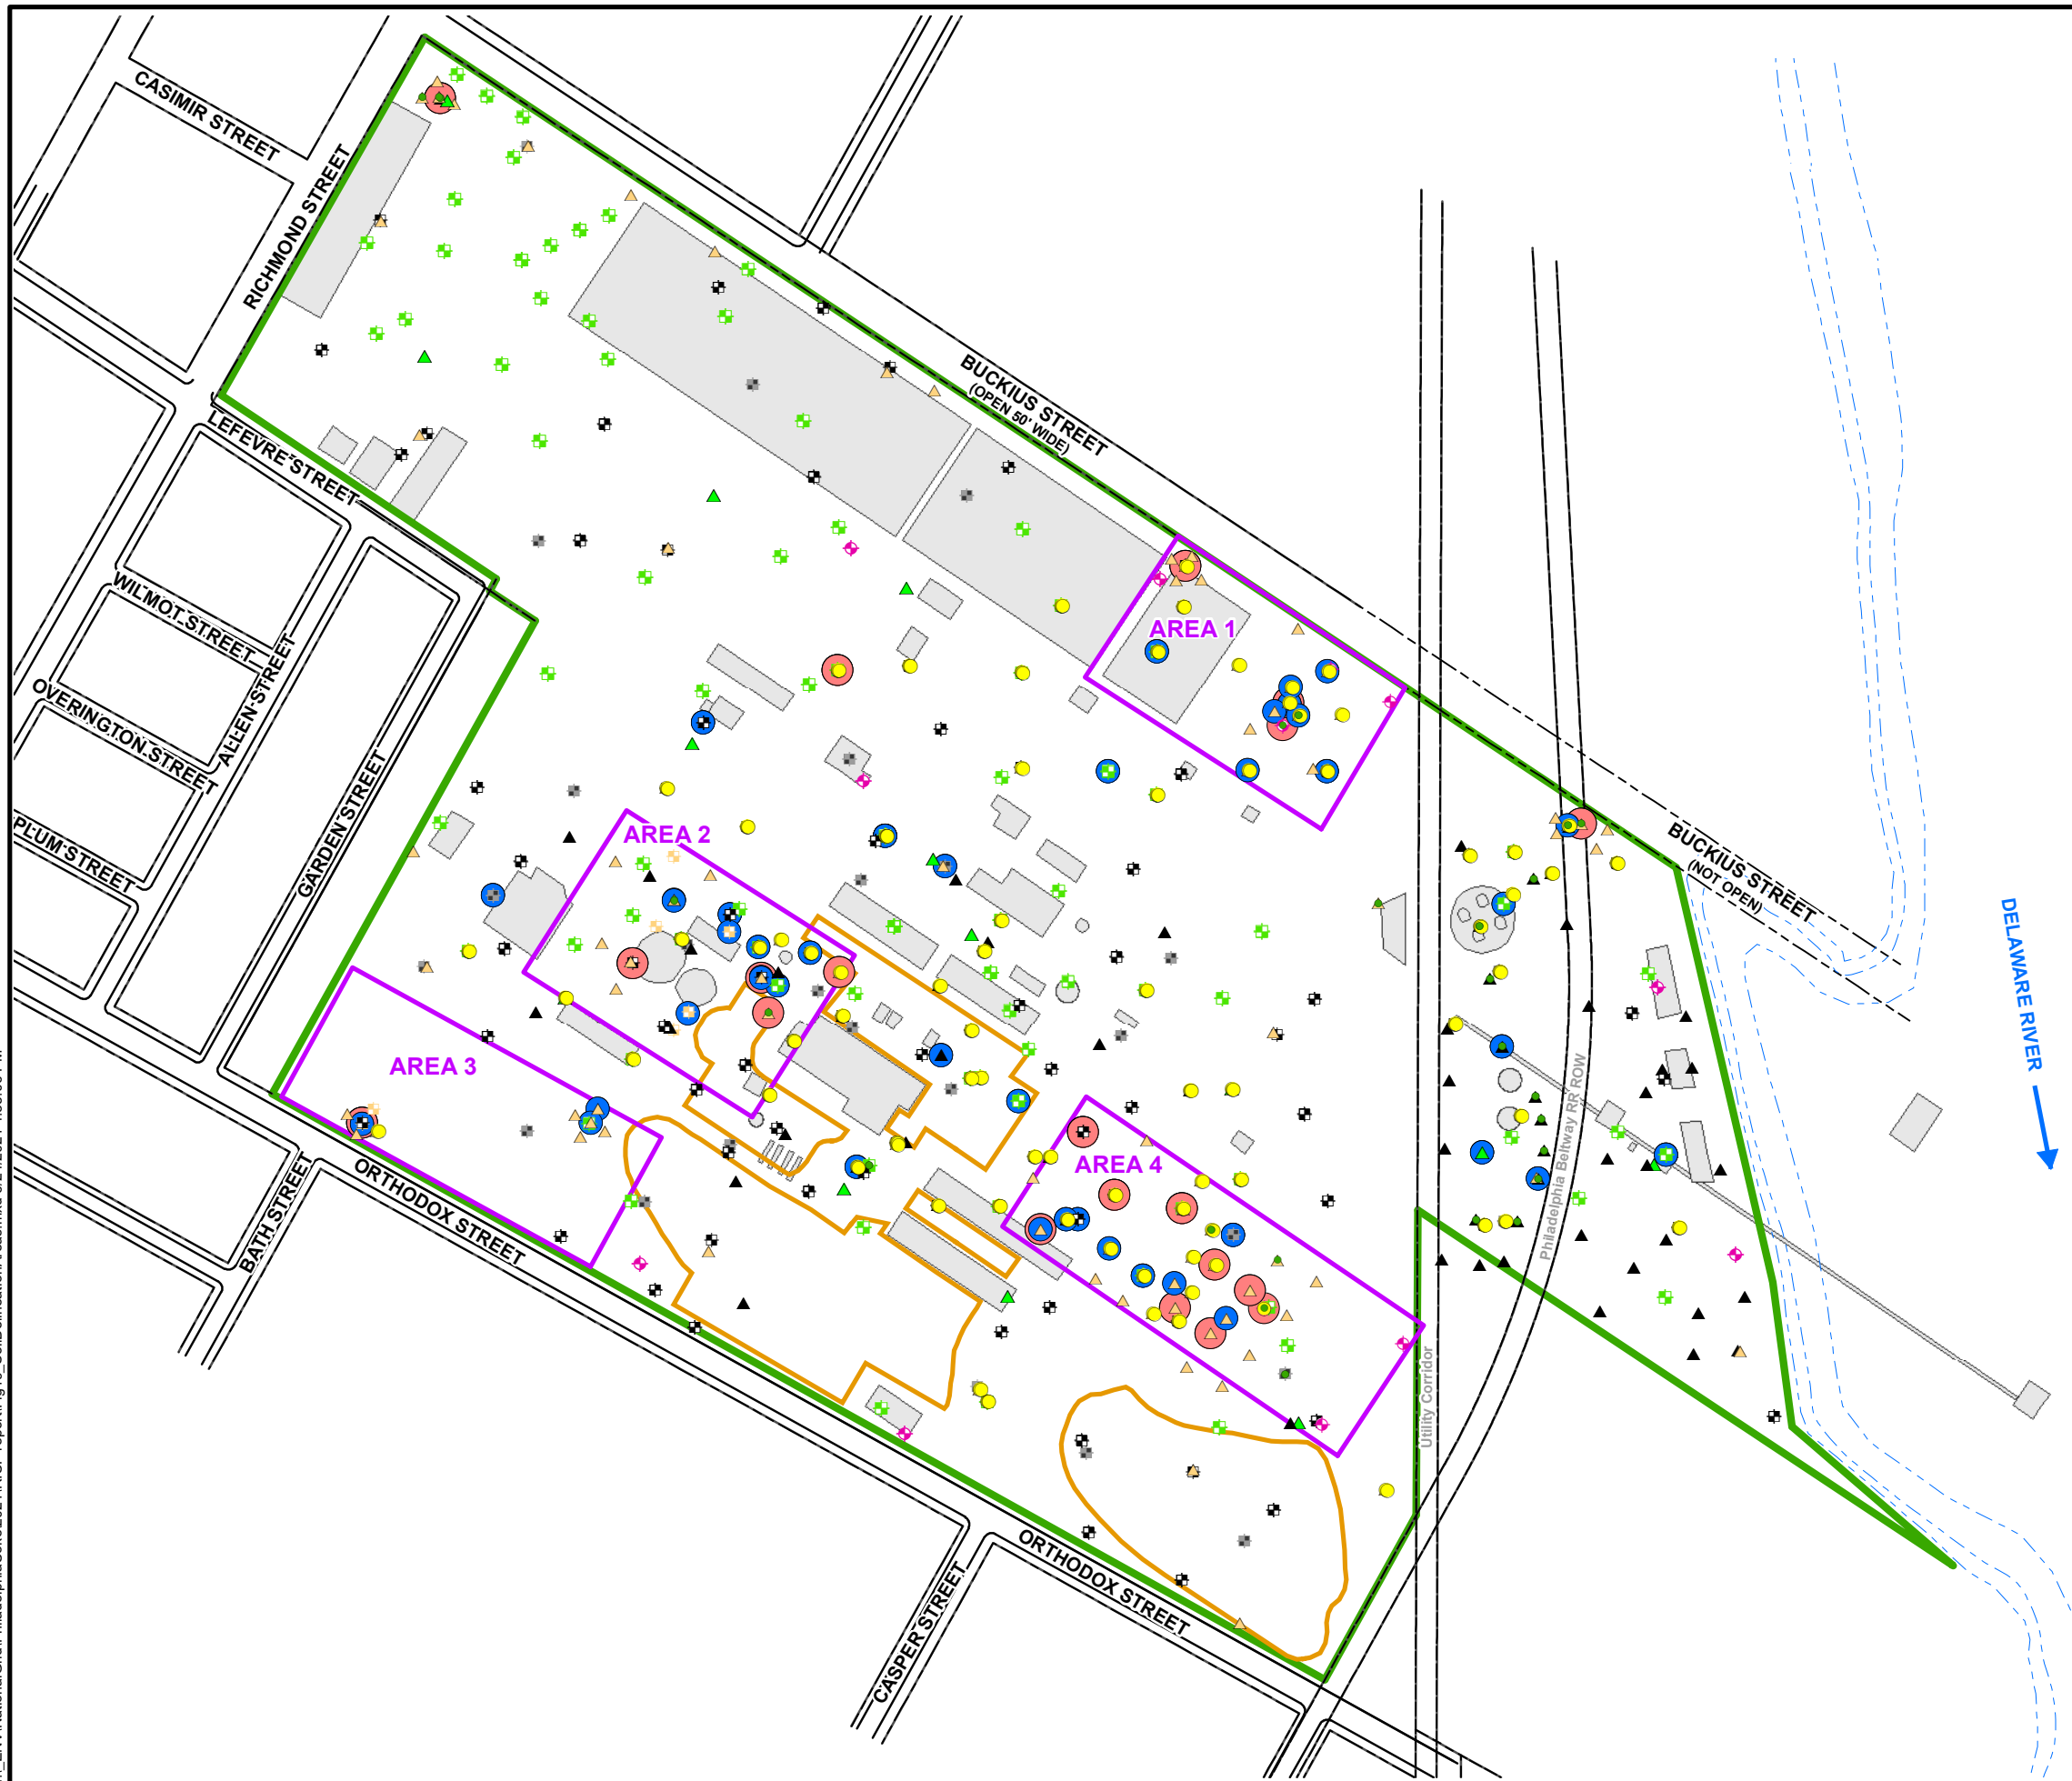 CASIMIR STREET
RICHMOND STREET
LEFEVRE STREET
BUCKIUS STREET
(OPEN 50' WIDE)
WILMOT STREET
ALLEN STREET
OVERINGTON STREET
GARDEN STREET
PLUM STREET
AREA 1
AREA 2
BUCKIUS STREET
(NOT OPEN)
DELAWARE RIVER
AREA 3
AREA 4
BATH STREET
ORTHODOX STREET
Philadelphia Beltway RR ROW
Utility Corridor
ORTHODOX STREET
CASPER STREET